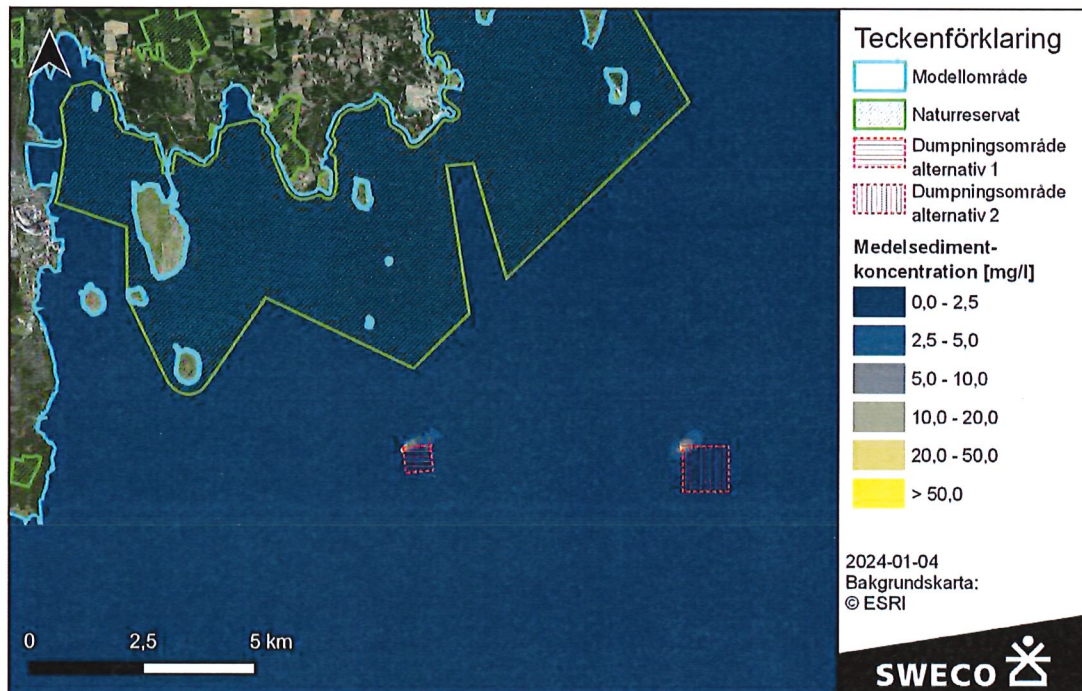 Teckenförklaring
Modellområde
Naturreservat
Dumpningsområde
alternativ 1
Dumpningsområde
alternativ 2
Medelsediment-
koncentration [mg/l]
0,0 - 2,5
2,5 - 5,0
5,0 - 10,0
10,0 - 20,0
20,0 - 50,0
> 50,0
2024-01-04
Bakgrundskarta:
© ESRI
0 2,5 5 km
SWECO